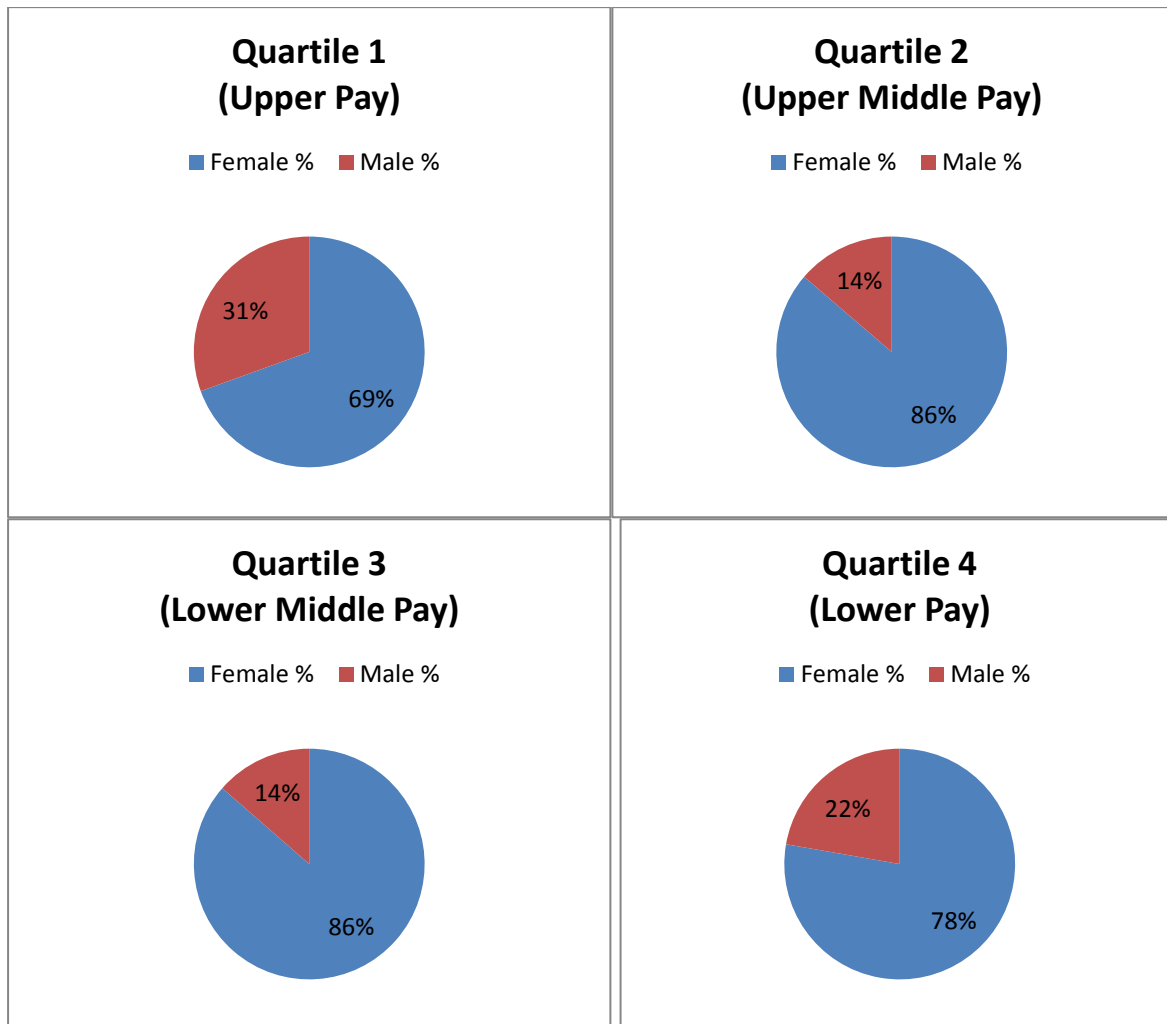 Quartile 1
(Upper Pay)
Female % Male %
31%
69%
Quartile 2
(Upper Middle Pay)
Female % Male %
14%
86%
Quartile 3
(Lower Middle Pay)
Female % Male %
14%
86%
Quartile 4
(Lower Pay)
Female % Male %
22%
78%